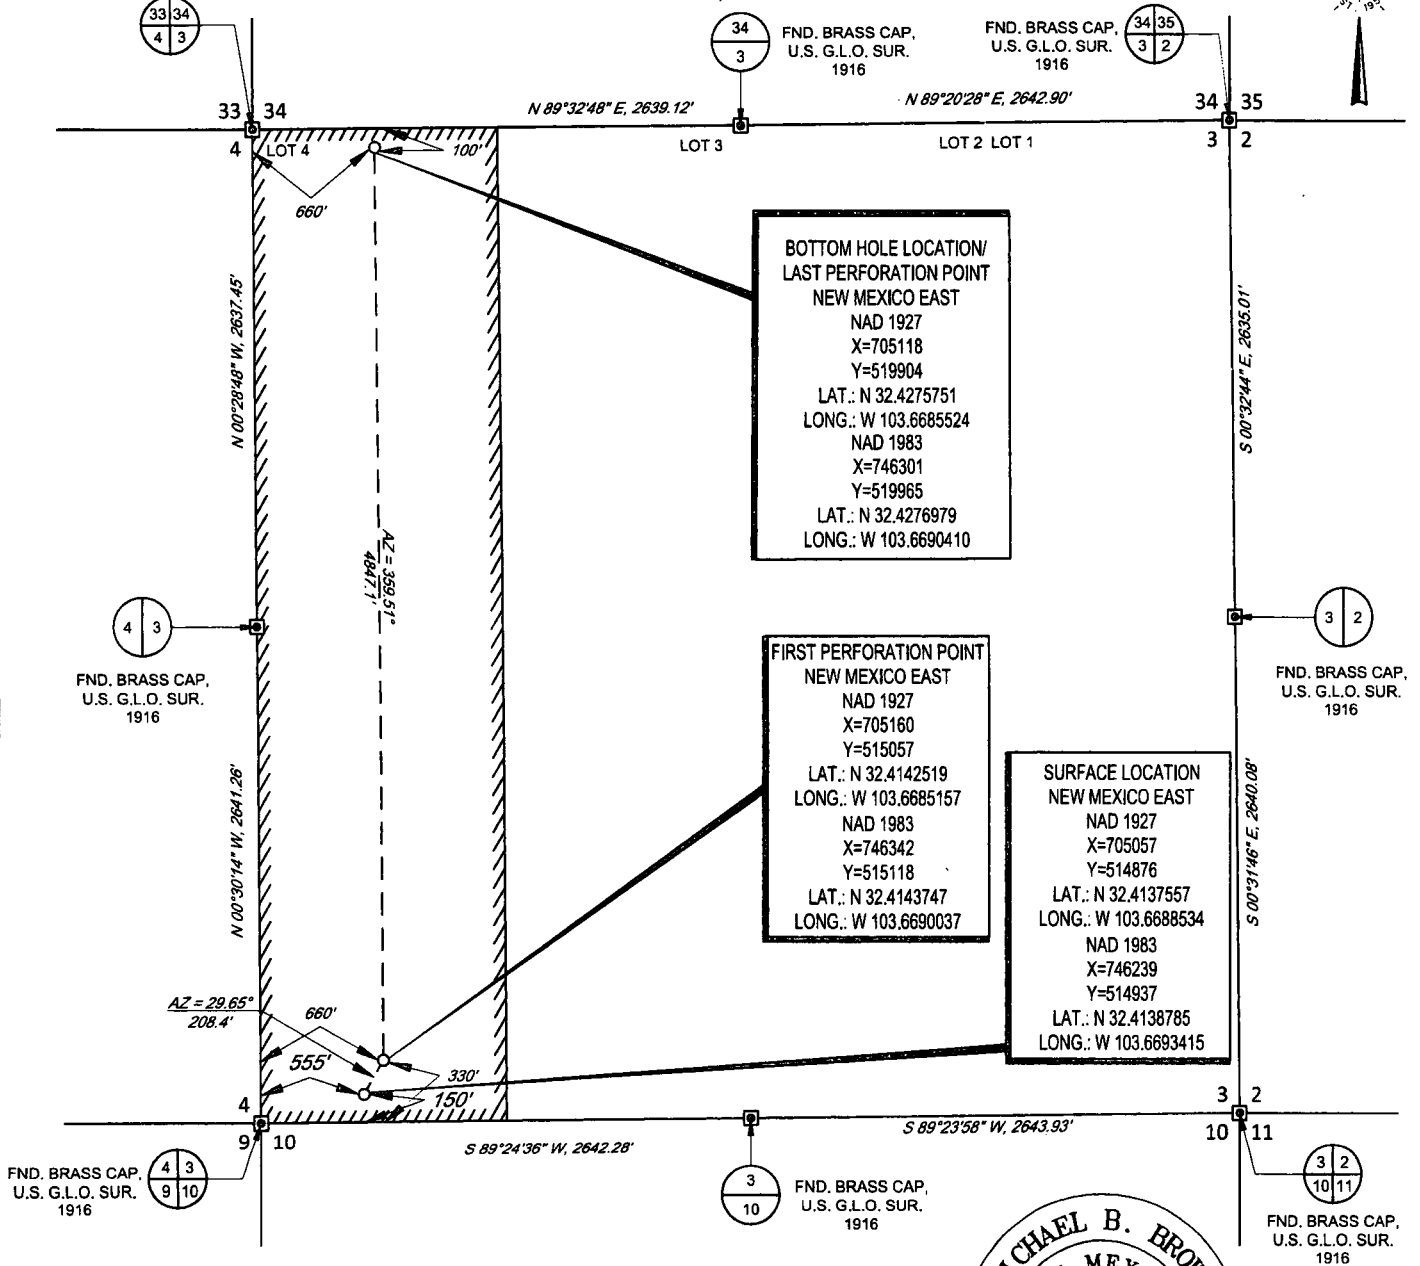 33 34
4 3
34
3
FND. BRASS CAP,
U.S. G.L.O. SUR.
1916
FND. BRASS CAP,
U.S. G.L.O. SUR.
1916
34 35
3 2
N 89°32'48" E, 2639.12'
N 89°20'28" E, 2642.90'
33 34
4
LOT 4
100'
LOT 3
LOT 2 LOT 1
34 35
3 2
660'
BOTTOM HOLE LOCATION/
LAST PERFORATION POINT
NEW MEXICO EAST
NAD 1927
X=705118
Y=519904
LAT.: N 32.4275751
LONG.: W 103.6685524
NAD 1983
X=746301
Y=519965
LAT.: N 32.4276979
LONG.: W 103.6690410
N 00°28'48" W, 2637.45'
S 00°32'44" E, 2635.01'
AZ = 359.51°
4847.1'
4 3
FND. BRASS CAP,
U.S. G.L.O. SUR.
1916
3 2
FND. BRASS CAP,
U.S. G.L.O. SUR.
1916
FIRST PERFORATION POINT
NEW MEXICO EAST
NAD 1927
X=705160
Y=515057
LAT.: N 32.4142519
LONG.: W 103.6685157
NAD 1983
X=746342
Y=515118
LAT.: N 32.4143747
LONG.: W 103.6690037
SURFACE LOCATION
NEW MEXICO EAST
NAD 1927
X=705057
Y=514876
LAT.: N 32.4137557
LONG.: W 103.6688534
NAD 1983
X=746239
Y=514937
LAT.: N 32.4138785
LONG.: W 103.6693415
N 00°30'14" W, 2641.26'
S 00°31'46" E, 2640.08'
AZ = 29.65°
208.4'
660'
555'
330'
150'
4
9 10
3 2
10 11
S 89°24'36" W, 2642.28'
S 89°23'58" W, 2643.93'
FND. BRASS CAP,
U.S. G.L.O. SUR.
1916
4 3
9 10
3
10
FND. BRASS CAP,
U.S. G.L.O. SUR.
1916
3 2
10 11
FND. BRASS CAP,
U.S. G.L.O. SUR.
1916
CHAEL B. BRO
MEX